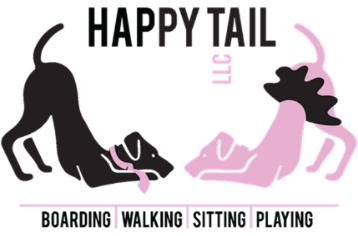 HAPPY TAIL
LLC
BOARDING | WALKING | SITTING | PLAYING